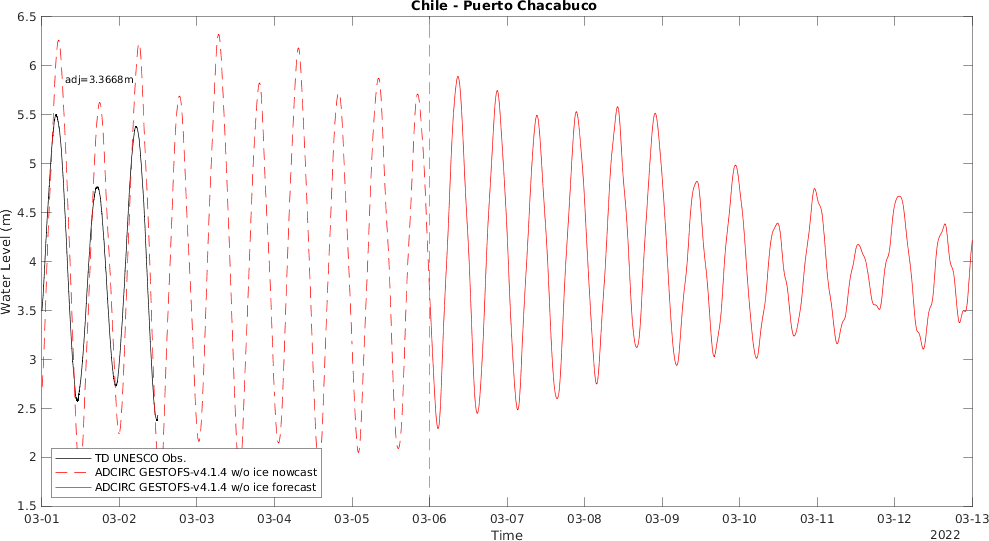 Chile - Puerto Chacabuco
6.5
6
5.5
5
4.5
4
3.5
3
2.5
2
1.5
Water Level (m)
adj=3.3668m
TD UNESCO Obs.
ADCIRC GESTOFS-v4.1.4 w/o ice nowcast
ADCIRC GESTOFS-v4.1.4 w/o ice forecast
03-01 03-02 03-03 03-04 03-05 03-06 03-07 03-08 03-09 03-10 03-11 03-12 03-13
Time
2022